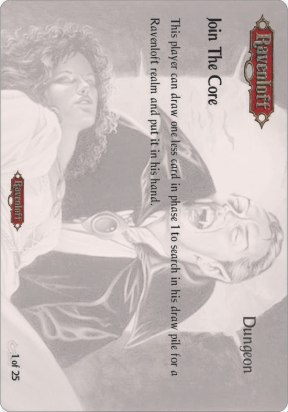 Ravenloft
Join The Core
Dungeon
This player can draw one less card in phase 1 to search in his draw pile for a
Ravenloft realm and put it in his hand.
Ravenloft
1 of 25